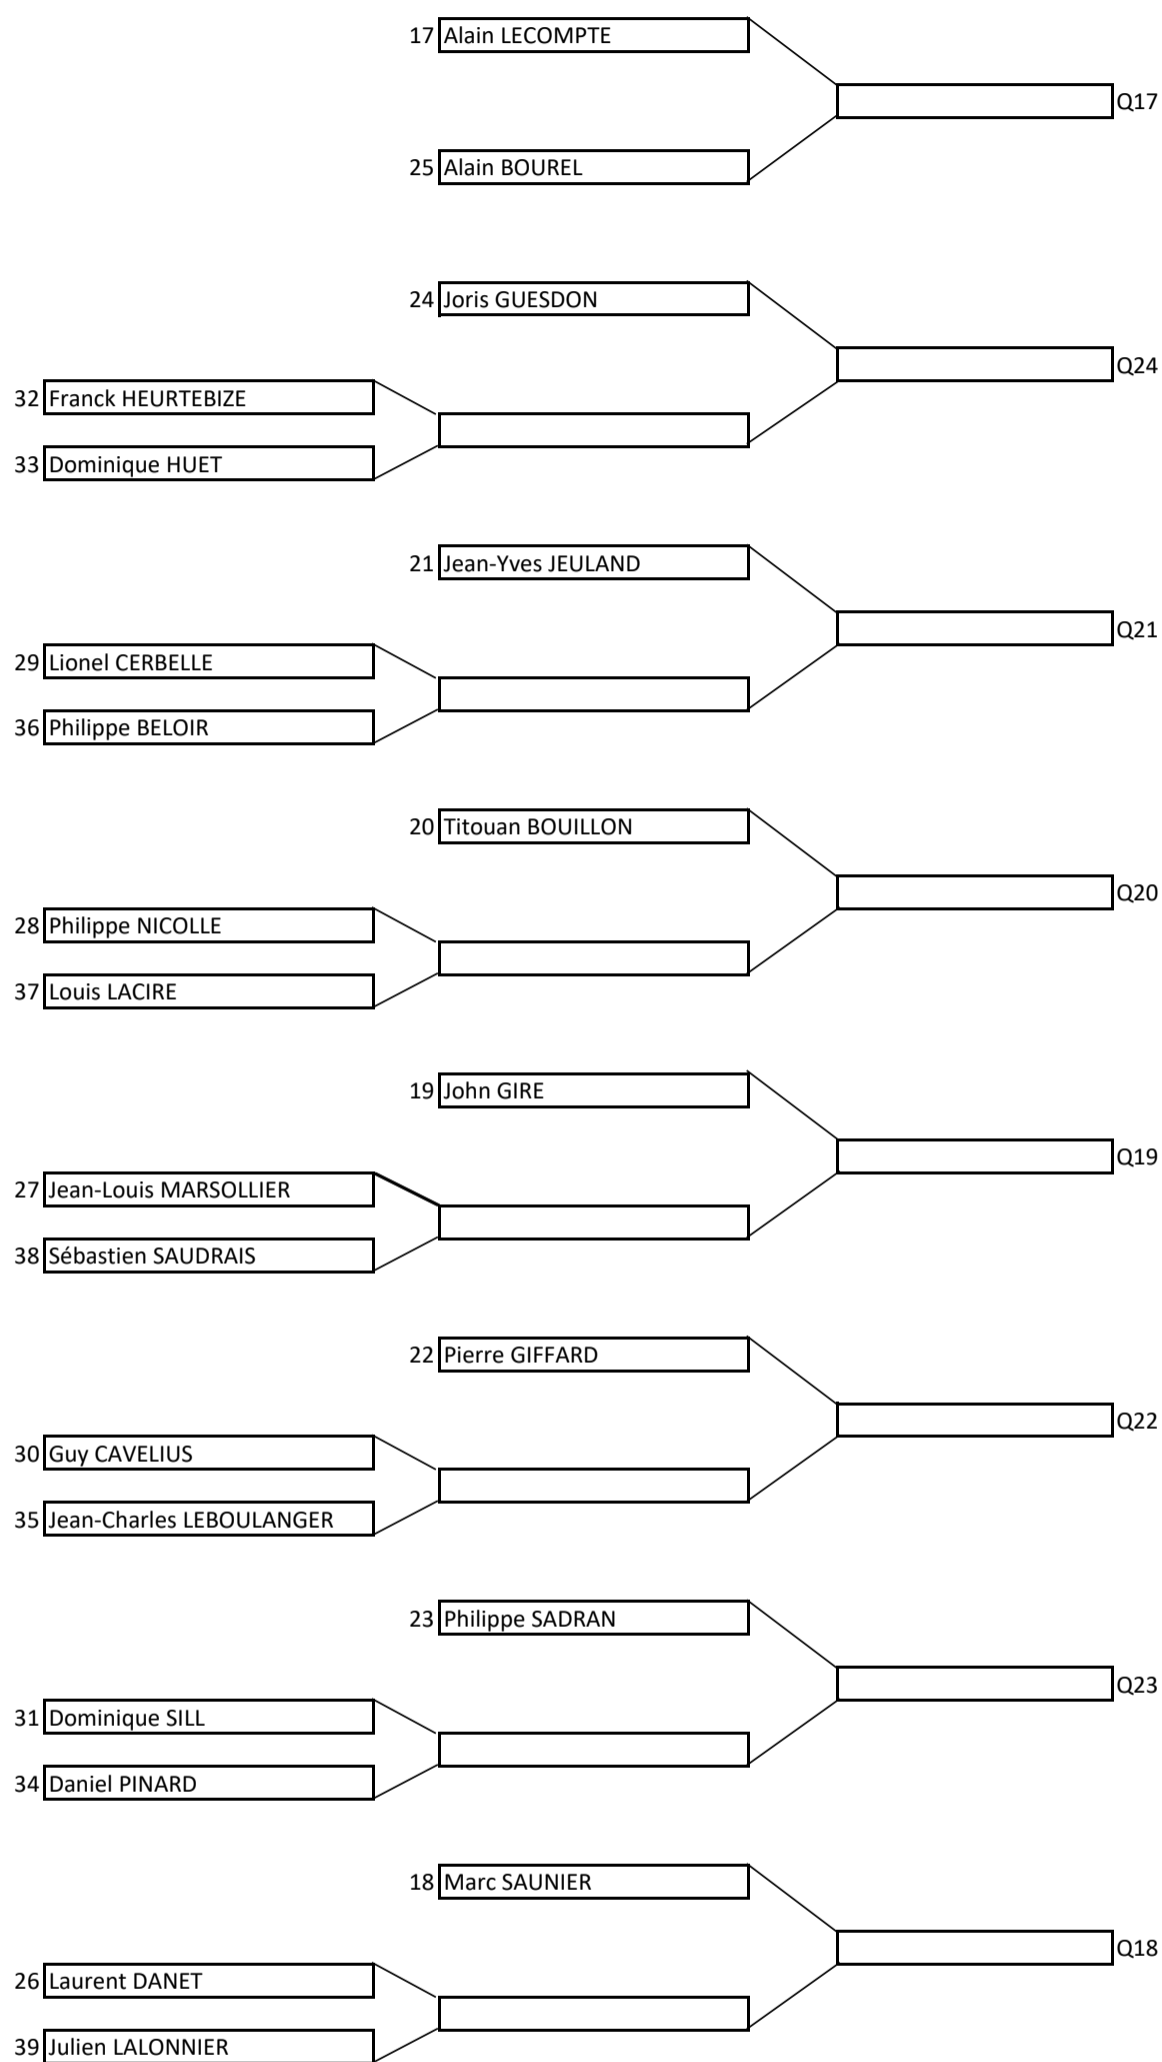 17 Alain LECOMPTE
Q17
25 Alain BOUREL
24 Joris GUESDON
Q24
32 Franck HEURTEBIZE
33 Dominique HUET
21 Jean-Yves JEULAND
Q21
29 Lionel CERBELLE
36 Philippe BELOIR
20 Titouan BOUILLON
Q20
28 Philippe NICOLLE
37 Louis LACIRE
19 John GIRE
Q19
27 Jean-Louis MARSOLLIER
38 Sébastien SAUDRAIS
22 Pierre GIFFARD
Q22
30 Guy CAVELIUS
35 Jean-Charles LEBOULANGER
23 Philippe SADRAN
Q23
31 Dominique SILL
34 Daniel PINARD
18 Marc SAUNIER
Q18
26 Laurent DANET
39 Julien LALONNIER